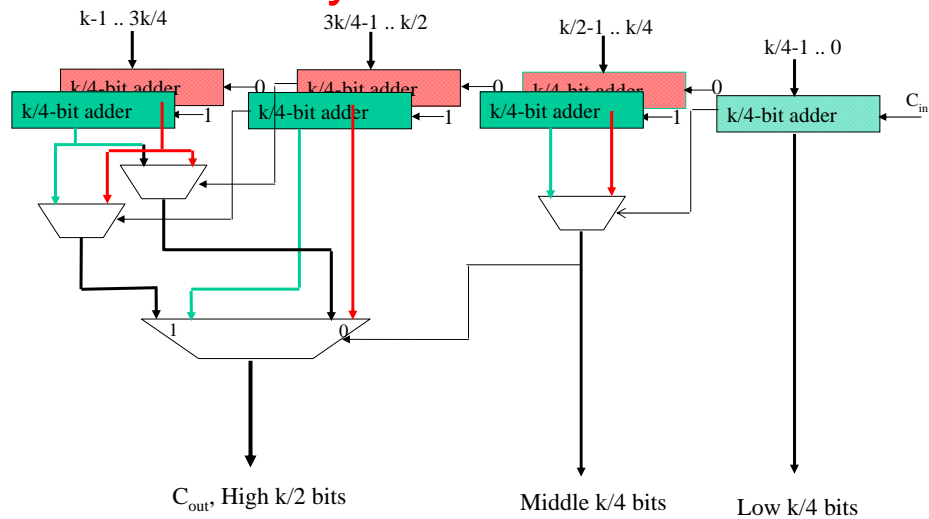 k-1 .. 3k/4
3k/4-1 .. k/2
k/2-1 .. k/4
k/4-1 .. 0
k/4-bit adder
0
k/4-bit adder
0
k/4-bit adder
0
k/4-bit adder
1
k/4-bit adder
1
k/4-bit adder
1
k/4-bit adder
C_in
1
0
C_out, High k/2 bits
Middle k/4 bits
Low k/4 bits